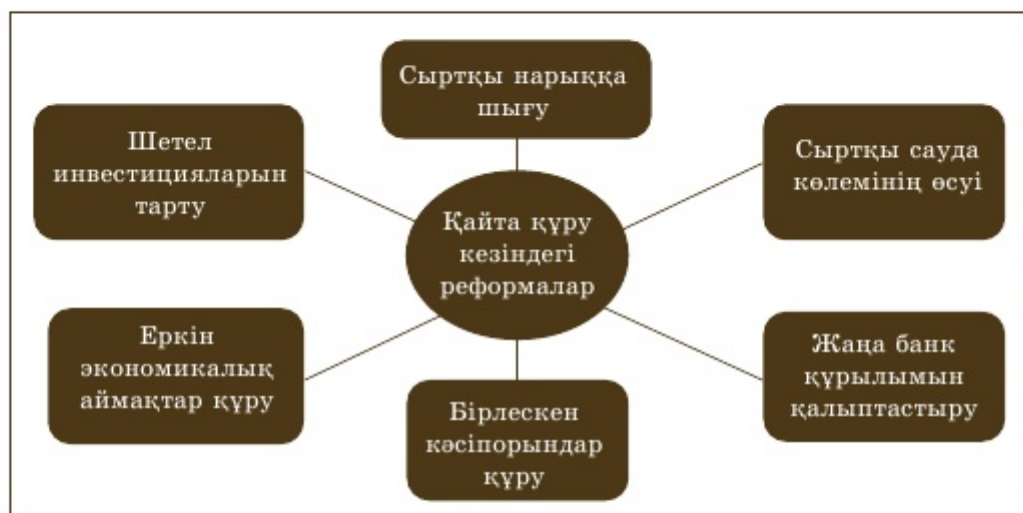 Сыртқы нарыққа
шығу
Шетел
инвестицияларын
тарту
Сыртқы сауда
көлемінің өсуі
Қайта құру
кезіндегі
реформалар
Еркін
экономикалық
аймақтар құру
Жаңа банк
құрылымын
қалыптастыру
Бірлескен
кәсіпорындар
құру